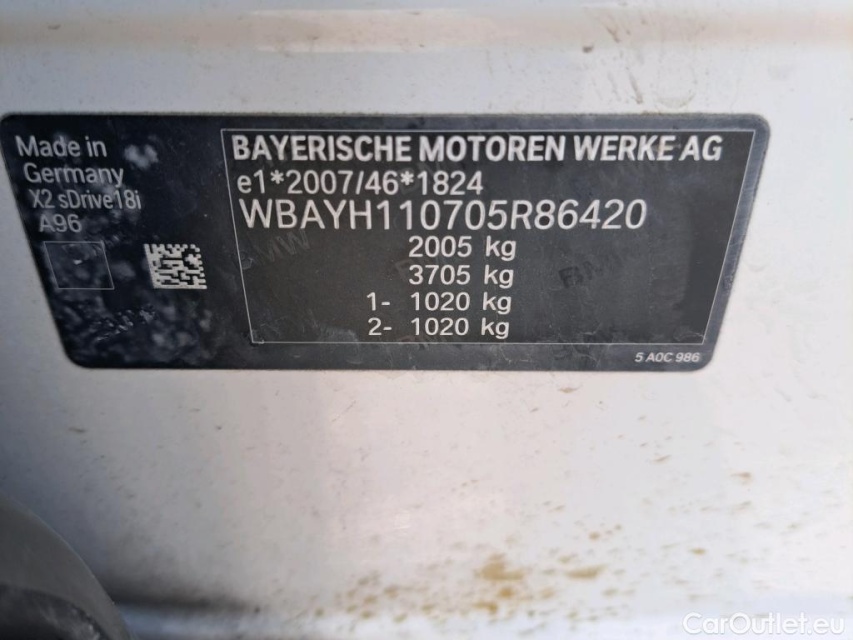 Made in
Germany
X2 sDrive18i
A96
BAYERISCHE MOTOREN WERKE AG
e1*2007/46*1824
WBAYH110705R86420
2005 kg
3705 kg
1- 1020 kg
2- 1020 kg
5 A0C 986
CarOutlet.eu